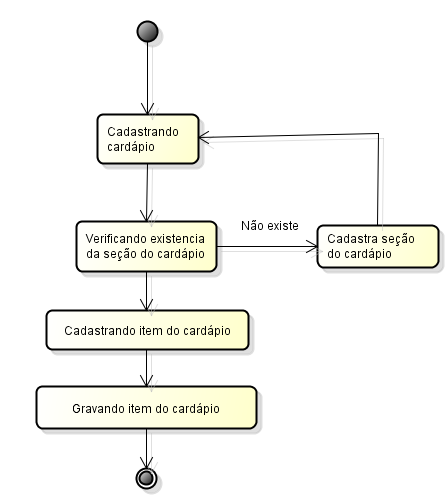 Cadastrando
cardápio
Verificando existencia
da seção do cardápio
Não existe
Cadastra seção
do cardápio
Cadastrando item do cardápio
Gravando item do cardápio